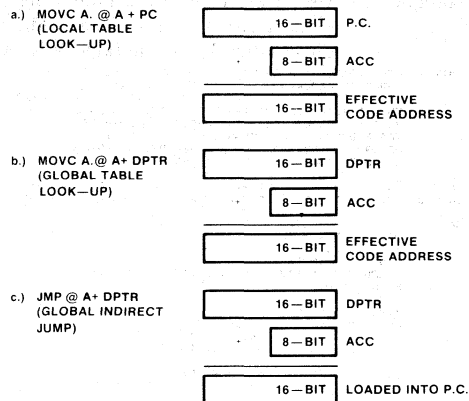 a.) MOVC A. @ A + PC
(LOCAL TABLE
LOOK—UP)
16—BIT P.C.
+ 8—BIT ACC
16--BIT EFFECTIVE
CODE ADDRESS
b.) MOVC A.@ A+ DPTR
(GLOBAL TABLE
LOOK—UP)
16—BIT DPTR
+ 8—BIT ACC
16—BIT EFFECTIVE
CODE ADDRESS
c.) JMP @ A+ DPTR
(GLOBAL INDIRECT
JUMP)
16—BIT DPTR
+ 8—BIT ACC
16—BIT LOADED INTO P.C.